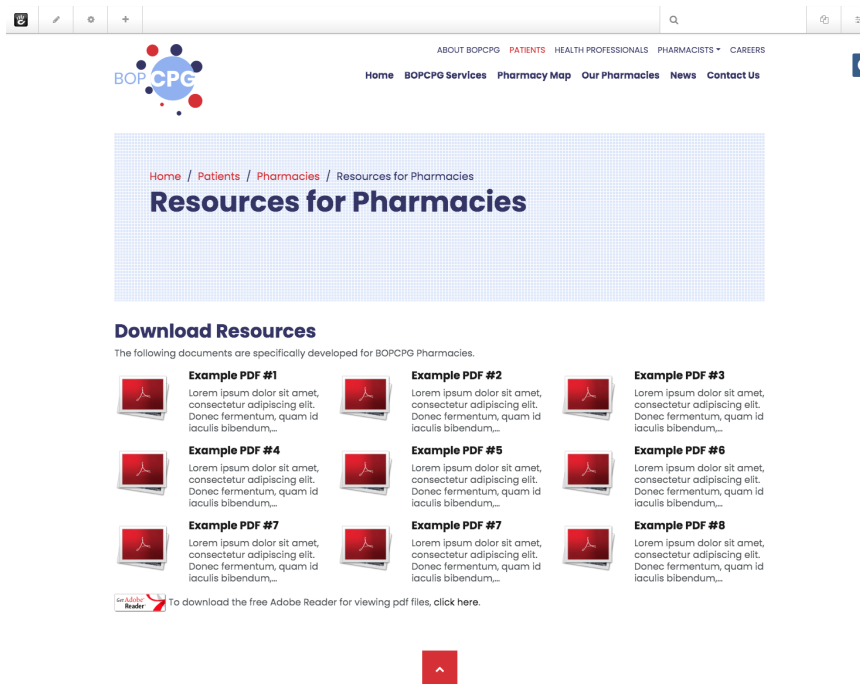 ABOUT BOPCPG PATIENTS HEALTH PROFESSIONALS PHARMACISTS CAREERS
BOPCPG
Home BOPCPG Services Pharmacy Map Our Pharmacies News Contact Us
Home / Patients / Pharmacies / Resources for Pharmacies
Resources for Pharmacies
Download Resources
The following documents are specifically developed for BOPCPG Pharmacies.
Example PDF #1
Lorem ipsum dolor sit amet,
consectetur adipiscing elit.
Donec fermentum, quam id
iaculis bibendum,...
Example PDF #2
Lorem ipsum dolor sit amet,
consectetur adipiscing elit.
Donec fermentum, quam id
iaculis bibendum,...
Example PDF #3
Lorem ipsum dolor sit amet,
consectetur adipiscing elit.
Donec fermentum, quam id
iaculis bibendum,...
Example PDF #4
Lorem ipsum dolor sit amet,
consectetur adipiscing elit.
Donec fermentum, quam id
iaculis bibendum,...
Example PDF #5
Lorem ipsum dolor sit amet,
consectetur adipiscing elit.
Donec fermentum, quam id
iaculis bibendum,...
Example PDF #6
Lorem ipsum dolor sit amet,
consectetur adipiscing elit.
Donec fermentum, quam id
iaculis bibendum,...
Example PDF #7
Lorem ipsum dolor sit amet,
consectetur adipiscing elit.
Donec fermentum, quam id
iaculis bibendum,...
Example PDF #7
Lorem ipsum dolor sit amet,
consectetur adipiscing elit.
Donec fermentum, quam id
iaculis bibendum,...
Example PDF #8
Lorem ipsum dolor sit amet,
consectetur adipiscing elit.
Donec fermentum, quam id
iaculis bibendum,...
Get Adobe
Reader
To download the free Adobe Reader for viewing pdf files, click here.